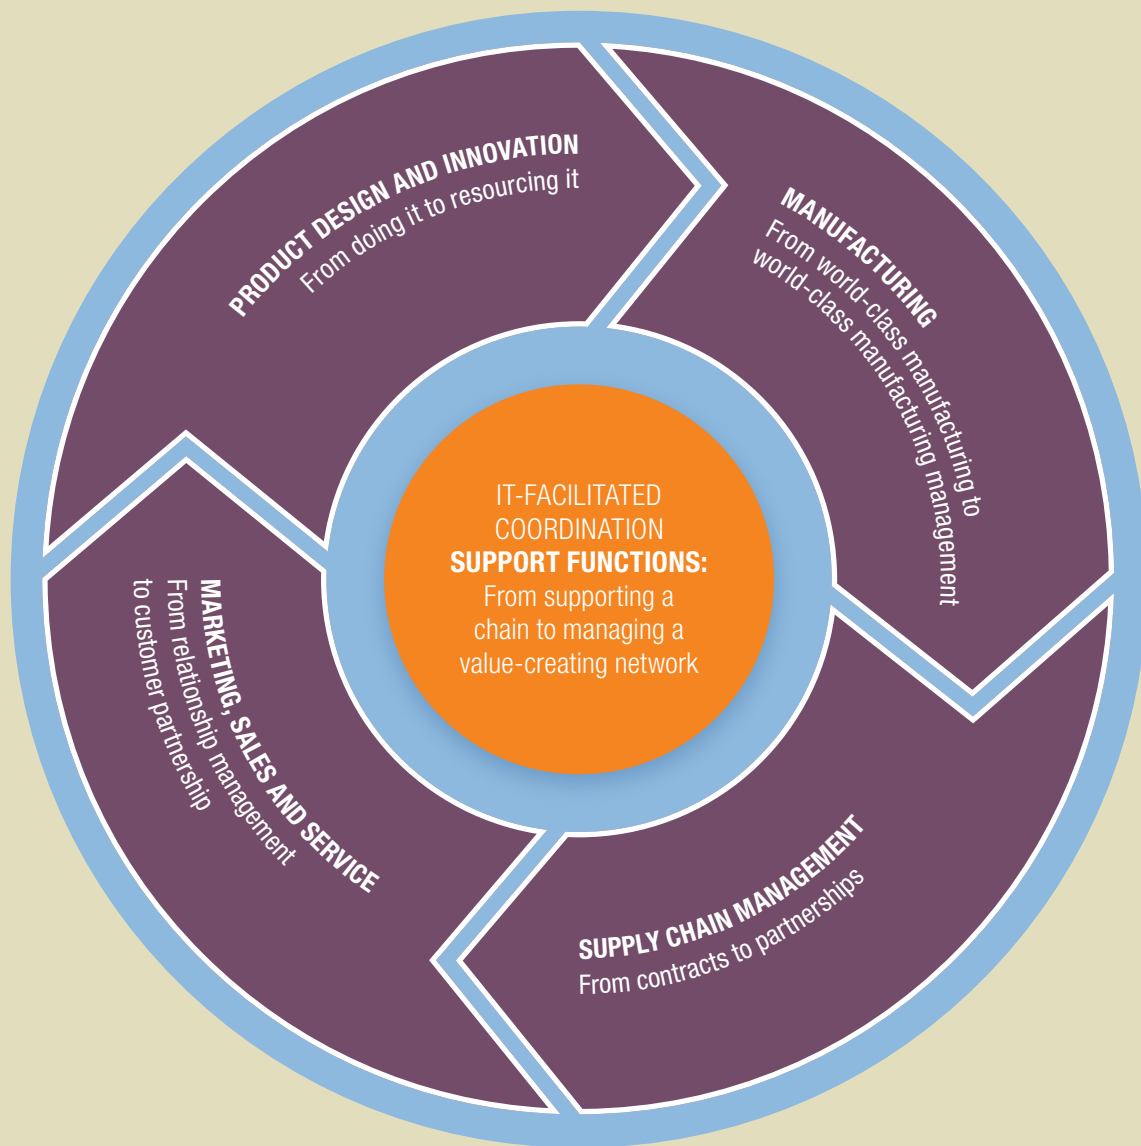 PRODUCT DESIGN AND INNOVATION
From doing it to resourcing it
MANUFACTURING
From world-class manufacturing to
world-class manufacturing management
IT-FACILITATED
COORDINATION
SUPPORT FUNCTIONS:
From supporting a
chain to managing a
value-creating network
MARKETING, SALES AND SERVICE
From relationship management
to customer partnership
SUPPLY CHAIN MANAGEMENT
From contracts to partnerships